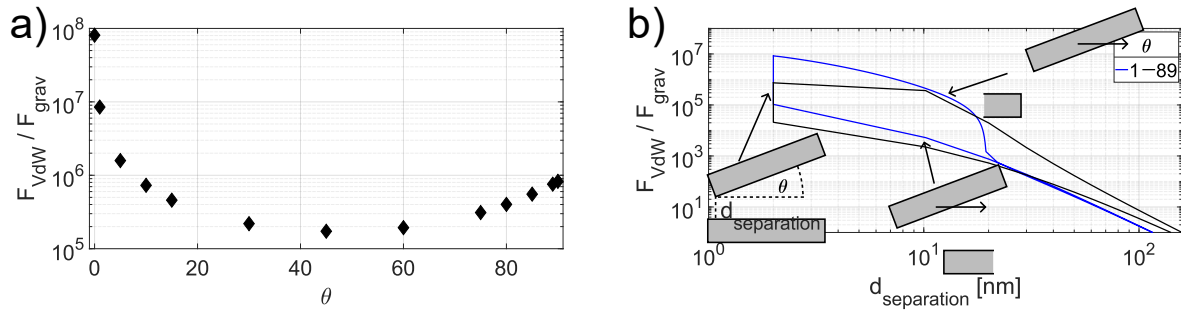 a)
10^8
10^7
10^6
10^5
F_VdW / F_grav
0 20 40 60 80
θ
b)
10^7
10^5
10^3
10^1
F_VdW / F_grav
θ
1 89
θ
d_separation
10^0 10^1 10^2
d_separation [nm]